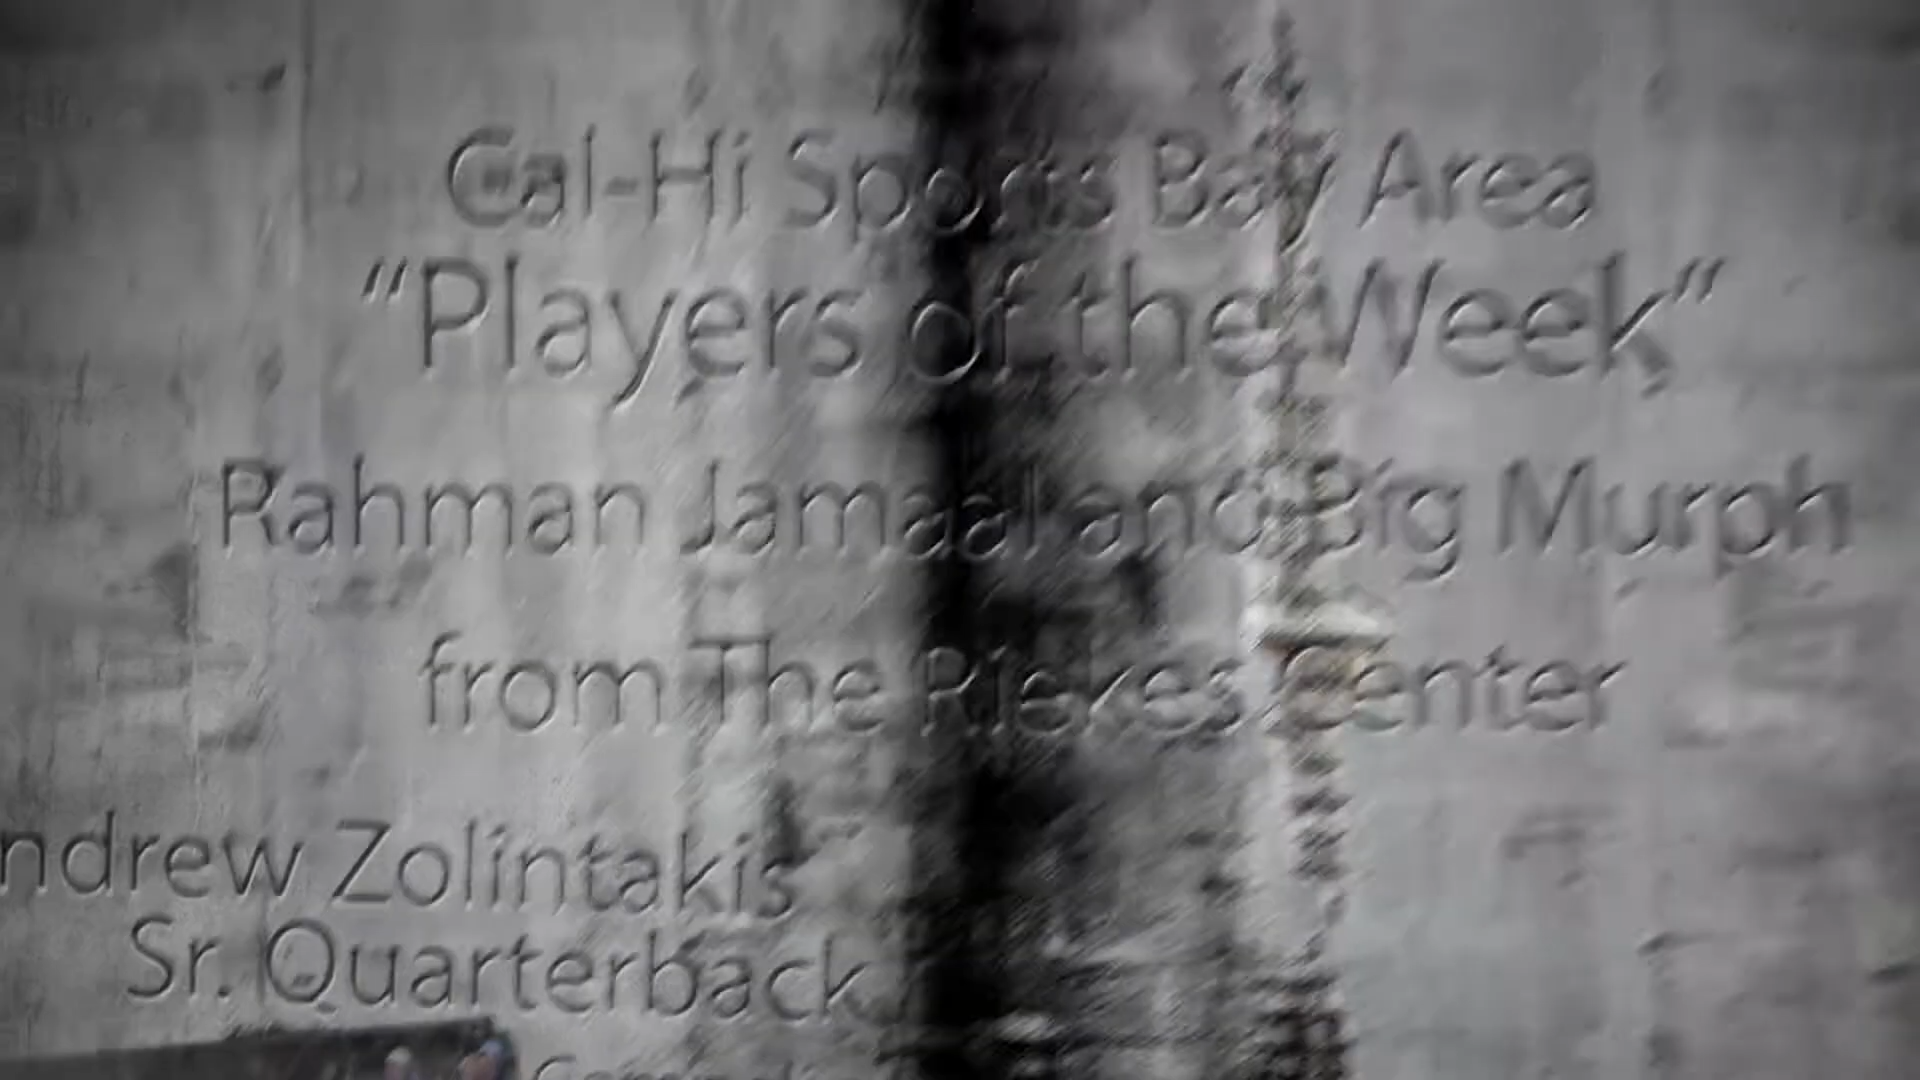 Cal-Hi Sports Bay Area
“Players of the Week”
Rahman Jamaal and Big Murph
from The Riekes Center
ndrew Zolintakis
Sr. Quarterback